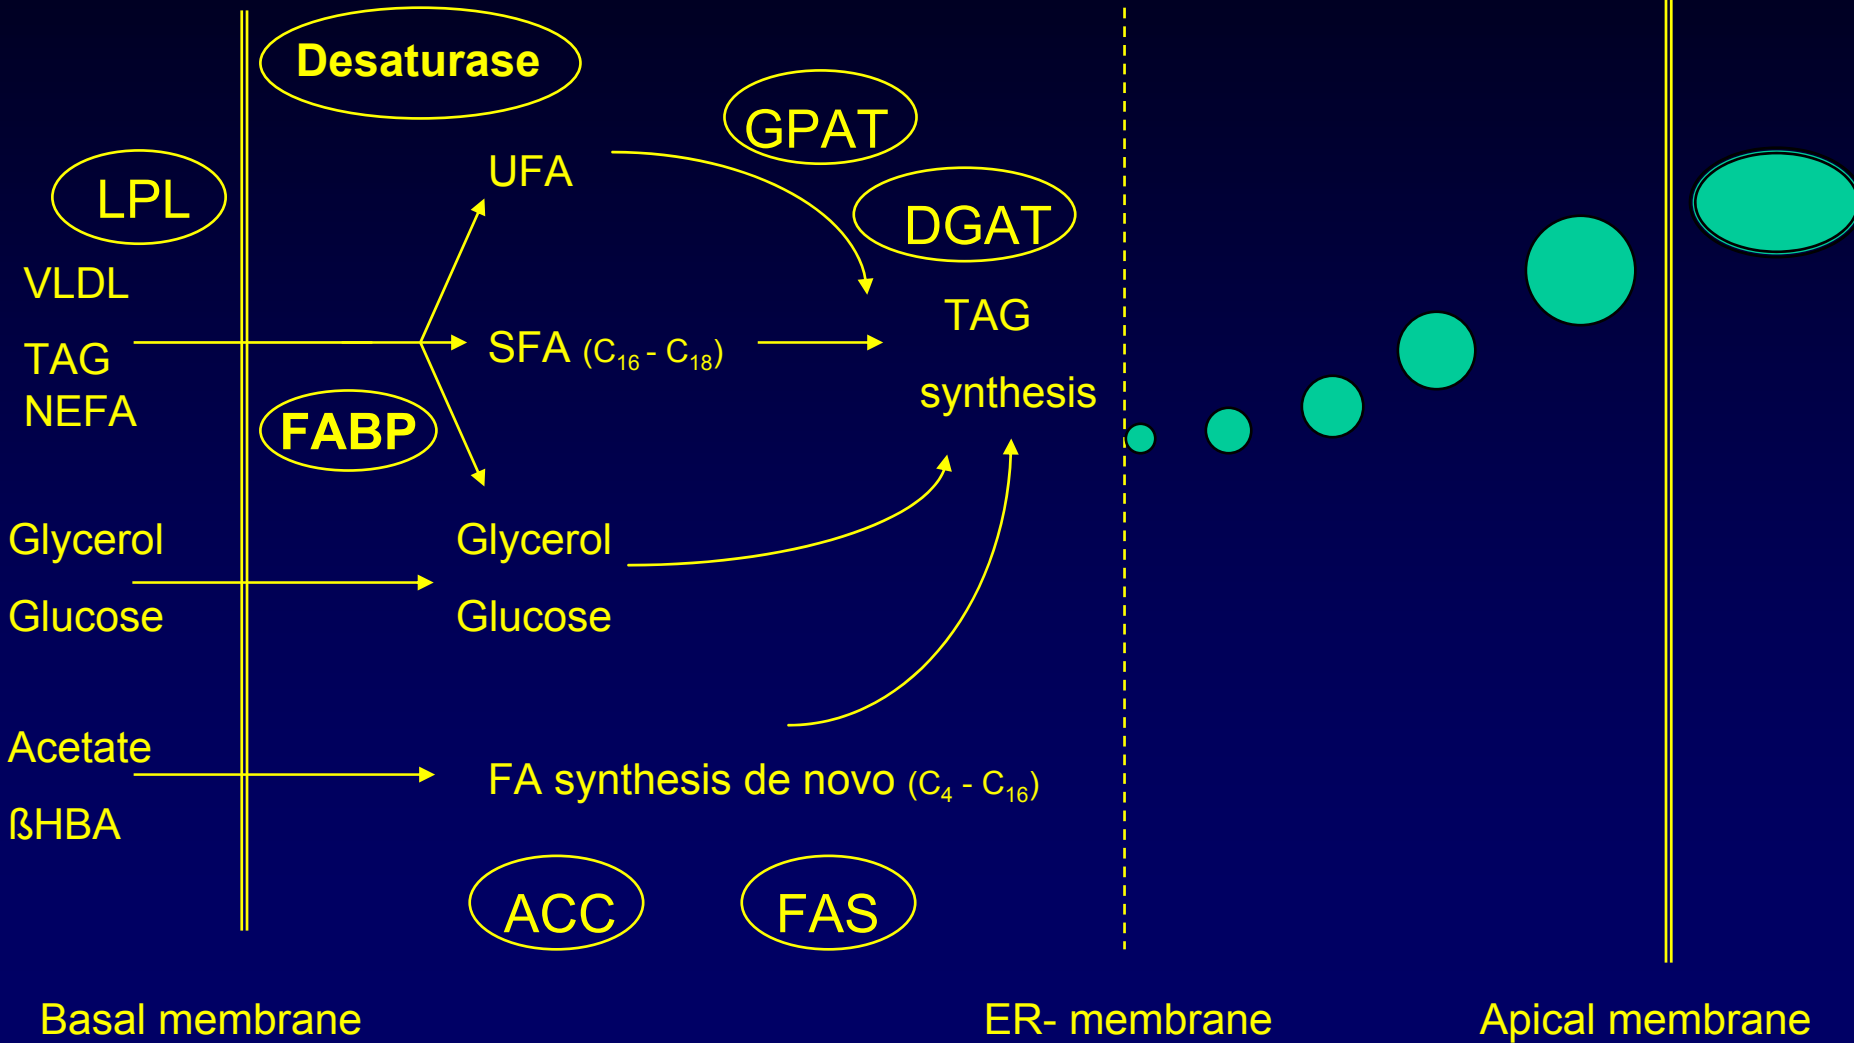 Desaturase
GPAT
LPL
UFA
DGAT
VLDL
TAG
TAG
SFA (C₁₆ - C₁₈)
NEFA
FABP
synthesis
Glycerol
Glycerol
Glucose
Glucose
Acetate
FA synthesis de novo (C₄ - C₁₆)
ßHBA
ACC
FAS
Basal membrane
ER- membrane
Apical membrane